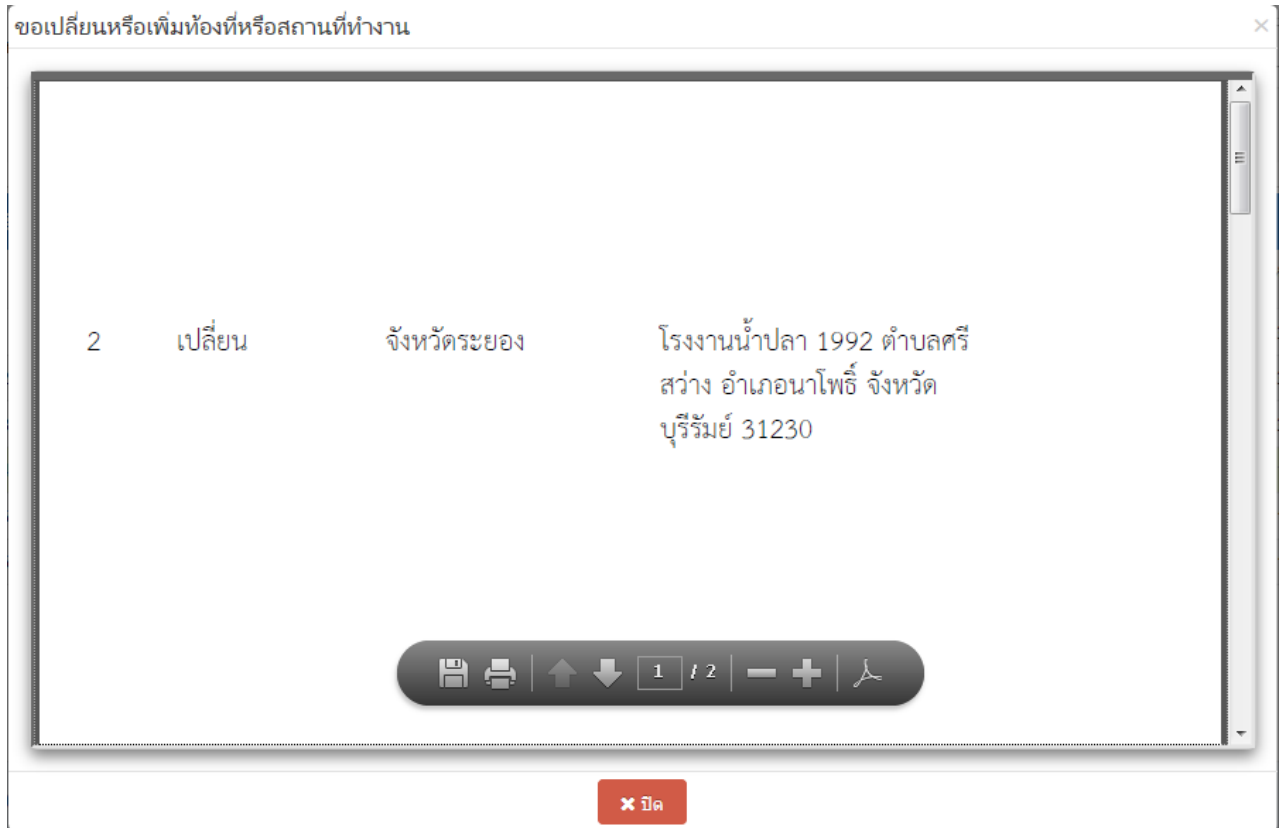 ขอเปลี่ยนหรือเพิ่มท้องที่หรือสถานที่ทำงาน
2 เปลี่ยน จังหวัดระยอง โรงงานน้ำปลา 1992 ตำบลศรี
สว่าง อำเภอนาโพธิ์ จังหวัด
บุรีรัมย์ 31230
1 / 2
ปิด